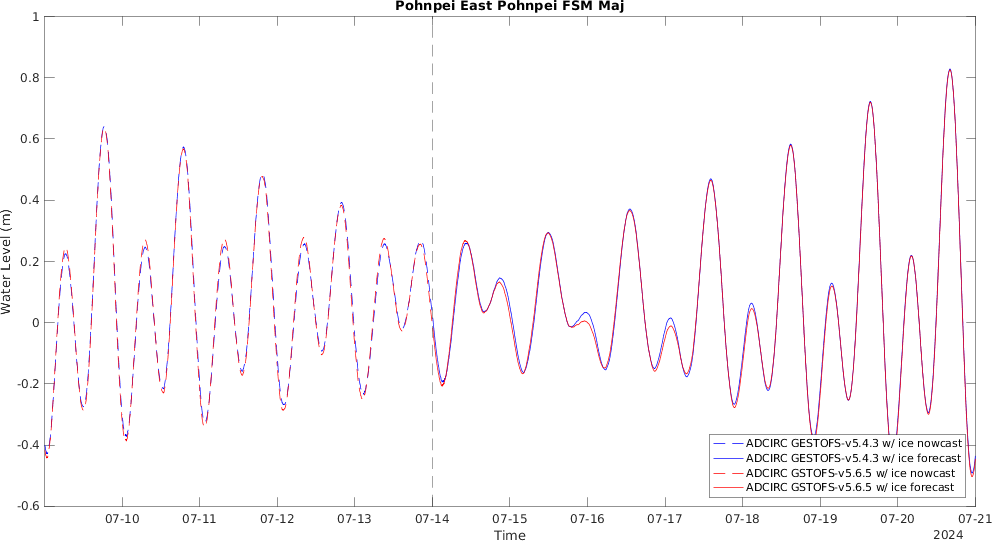 Pohnpei East Pohnpei FSM Maj
Water Level (m)
1
0.8
0.6
0.4
0.2
0
-0.2
-0.4
-0.6
ADCIRC GESTOFS-v5.4.3 w/ ice nowcast
ADCIRC GESTOFS-v5.4.3 w/ ice forecast
ADCIRC GSTOFS-v5.6.5 w/ ice nowcast
ADCIRC GSTOFS-v5.6.5 w/ ice forecast
07-10 07-11 07-12 07-13 07-14 07-15 07-16 07-17 07-18 07-19 07-20 07-21
Time
2024